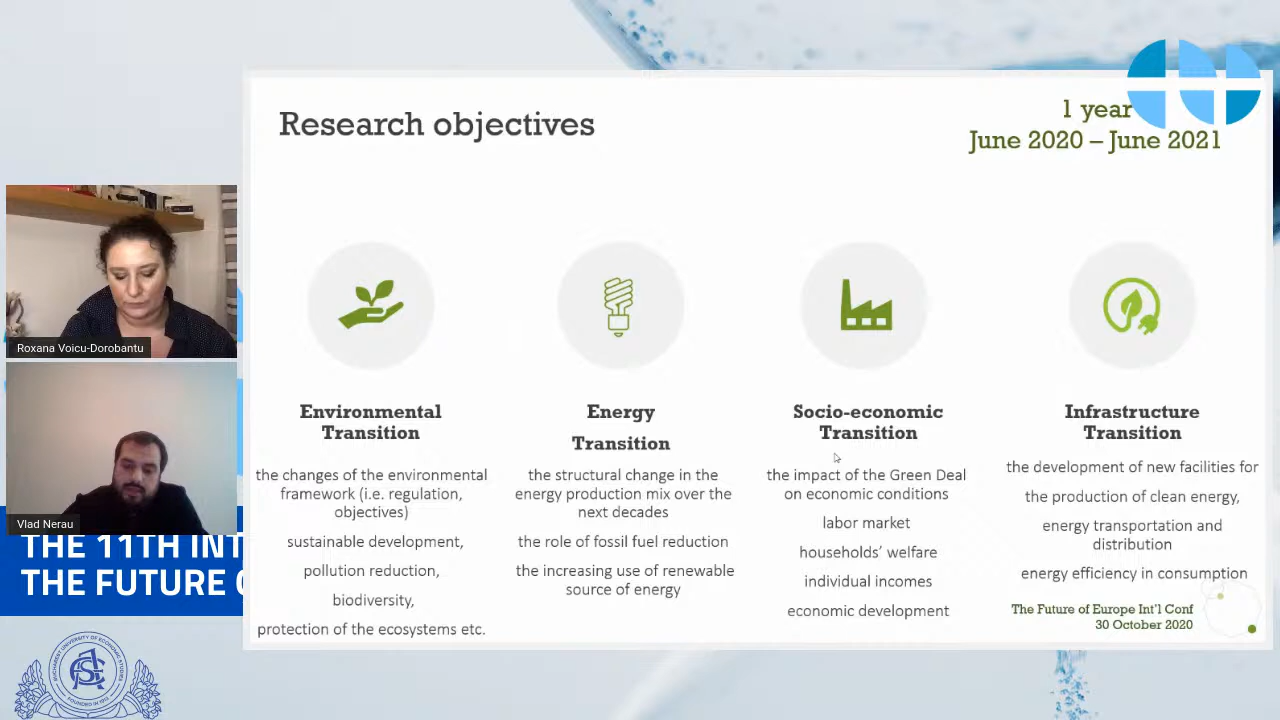 Research objectives
1 year
June 2020 – June 2021
Environmental
Transition
the changes of the environmental
framework (i.e. regulation,
objectives)
sustainable development,
pollution reduction,
biodiversity,
protection of the ecosystems etc.
Energy
Transition
the structural change in the
energy production mix over the
next decades
the role of fossil fuel reduction
the increasing use of renewable
source of energy
Socio-economic
Transition
the impact of the Green Deal
on economic conditions
labor market
households’ welfare
individual incomes
economic development
Infrastructure
Transition
the development of new facilities for
the production of clean energy,
energy transportation and
distribution
energy efficiency in consumption
The Future of Europe Int'l Conf
30 October 2020
Roxana Voicu-Dorobantu
Vlad Nerau
THE 11TH INT
THE FUTURE
BUCHAREST UNIVERSITY OF ECONOMIC STUDIES